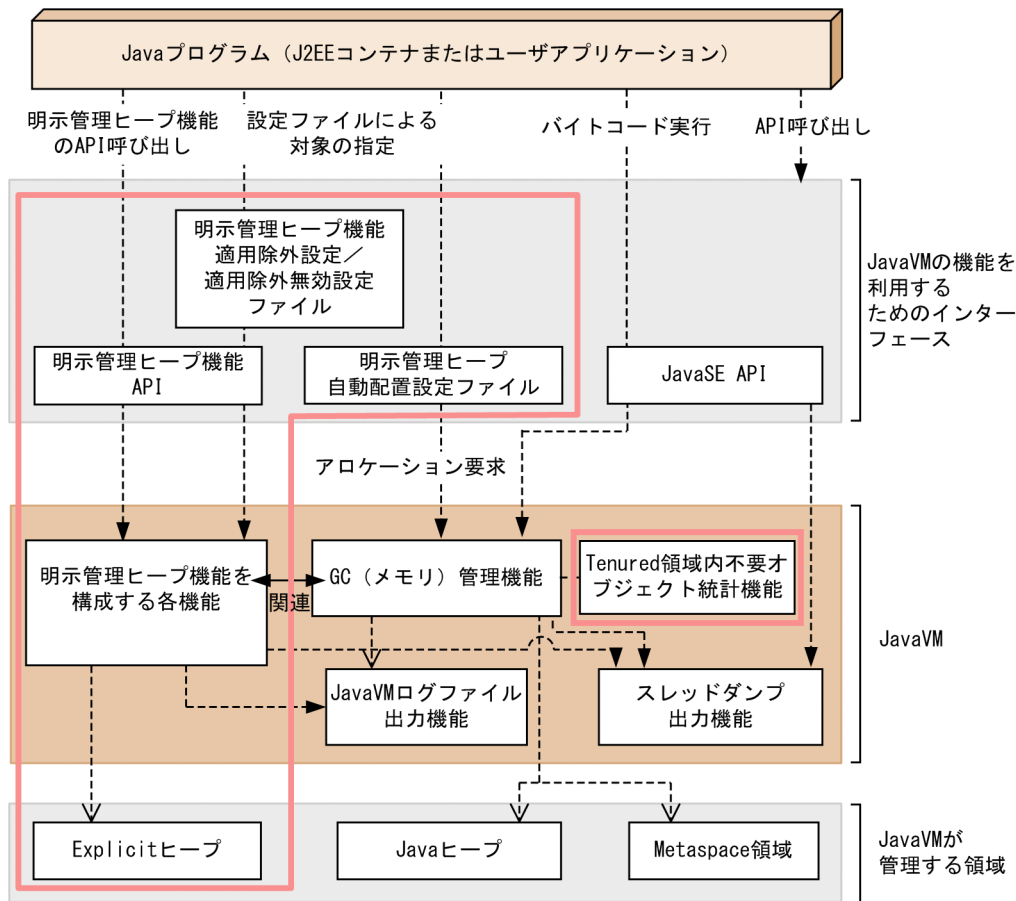 Javaプログラム（J2EEコンテナまたはユーザアプリケーション）
明示管理ヒープ機能
のAPI呼び出し
設定ファイルによる
対象の指定
バイトコード実行
API呼び出し
明示管理ヒープ機能
適用除外設定／
適用除外無効設定
ファイル
JavaVMの機能を
利用する
ためのインター
フェース
明示管理ヒープ機能
API
明示管理ヒープ
自動配置設定ファイル
JavaSE API
アロケーション要求
明示管理ヒープ機能を
構成する各機能
関連
GC（メモリ）管理機能
Tenured領域内不要オ
ブジェクト統計機能
JavaVM
JavaVMログファイル
出力機能
スレッドダンプ
出力機能
Explicitヒープ
Javaヒープ
Metaspace領域
JavaVMが
管理する領域